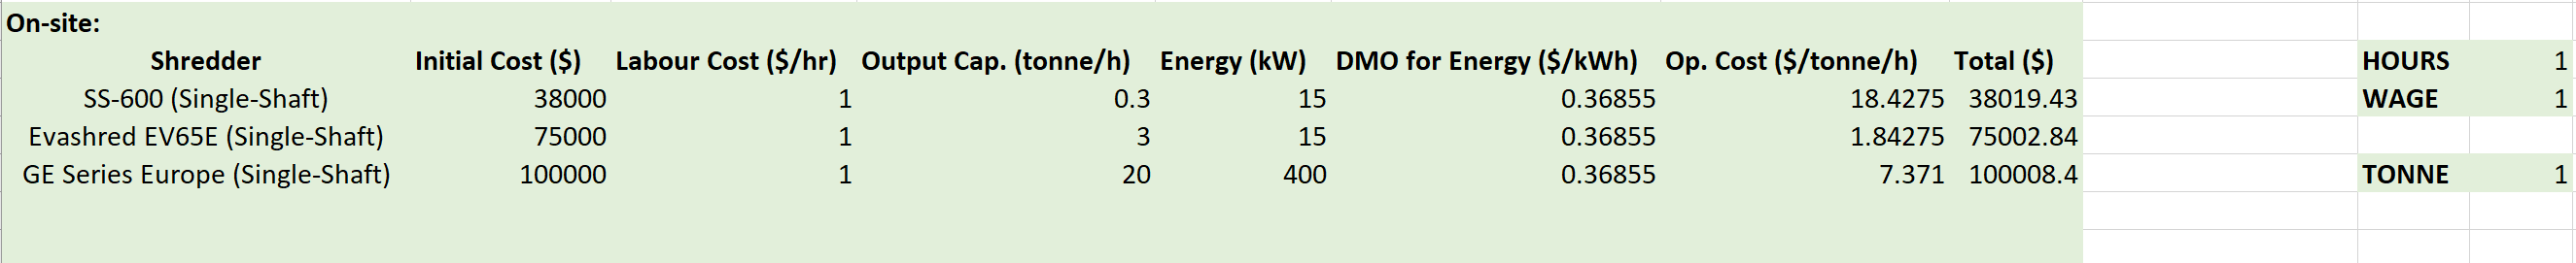 On-site:
Shredder Initial Cost ($) Labour Cost ($/hr) Output Cap. (tonne/h) Energy (kW) DMO for Energy ($/kWh) Op. Cost ($/tonne/h) Total ($) HOURS 1
SS-600 (Single-Shaft) 38000 1 0.3 15 0.36855 18.4275 38019.43 WAGE 1
Evashred EV65E (Single-Shaft) 75000 1 3 15 0.36855 1.84275 75002.84
GE Series Europe (Single-Shaft) 100000 1 20 400 0.36855 7.371 100008.4 TONNE 1